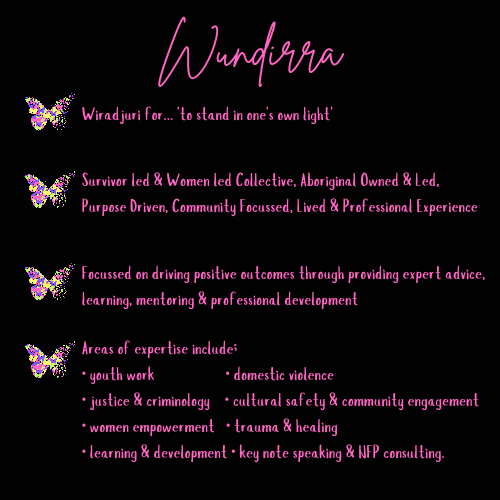 Wundirra
Wiradjuri for... 'to stand in one's own light'
Survivor led & Women led Collective, Aboriginal Owned & Led,
Purpose Driven, Community Focussed, Lived & Professional Experience
Focussed on driving positive outcomes through providing expert advice,
learning, mentoring & professional development
Areas of expertise include;
• youth work • domestic violence
• justice & criminology • cultural safety & community engagement
• women empowerment • trauma & healing
• learning & development • key note speaking & NFP consulting.